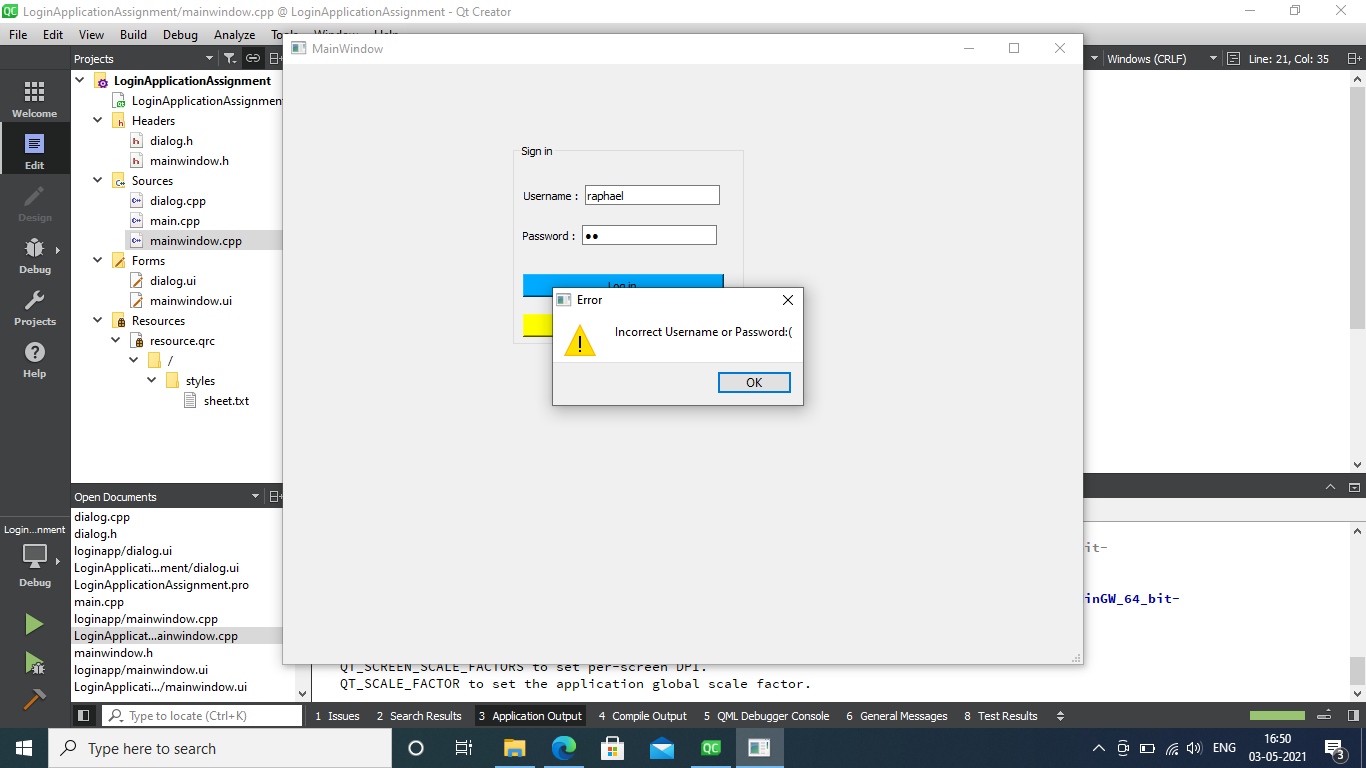 LoginApplicationAssignment/mainwindow.cpp @ LoginApplicationAssignment - Qt Creator
File Edit View Build Debug Analyze
MainWindow
Projects
Windows (CRLF)
Line: 21, Col: 35
Welcome
Edit
Design
Debug
Projects
Help
LoginApplicationAssignment
LoginApplicationAssignmen
Headers
dialog.h
mainwindow.h
Sources
dialog.cpp
main.cpp
mainwindow.cpp
Forms
dialog.ui
mainwindow.ui
Resources
resource.qrc
/
styles
sheet.txt
Sign in
Username : raphael
Password : ●●
Log in
Error
Incorrect Username or Password:(
OK
Open Documents
dialog.cpp
dialog.h
loginapp/dialog.ui
LoginApplicati...ment/dialog.ui
LoginApplicationAssignment.pro
main.cpp
loginapp/mainwindow.cpp
LoginApplicat...ainwindow.cpp
mainwindow.h
loginapp/mainwindow.ui
LoginApplicati.../mainwindow.ui
Login...nment
Debug
it-
inGW_64_bit-
QT_SCREEN_SCALE_FACTORS to set per-screen DPI.
QT_SCALE_FACTOR to set the application global scale factor.
Type to locate (Ctrl+K)
1 Issues 2 Search Results 3 Application Output 4 Compile Output 5 QML Debugger Console 6 General Messages 8 Test Results
Type here to search
ENG
16:50
03-05-2021
3